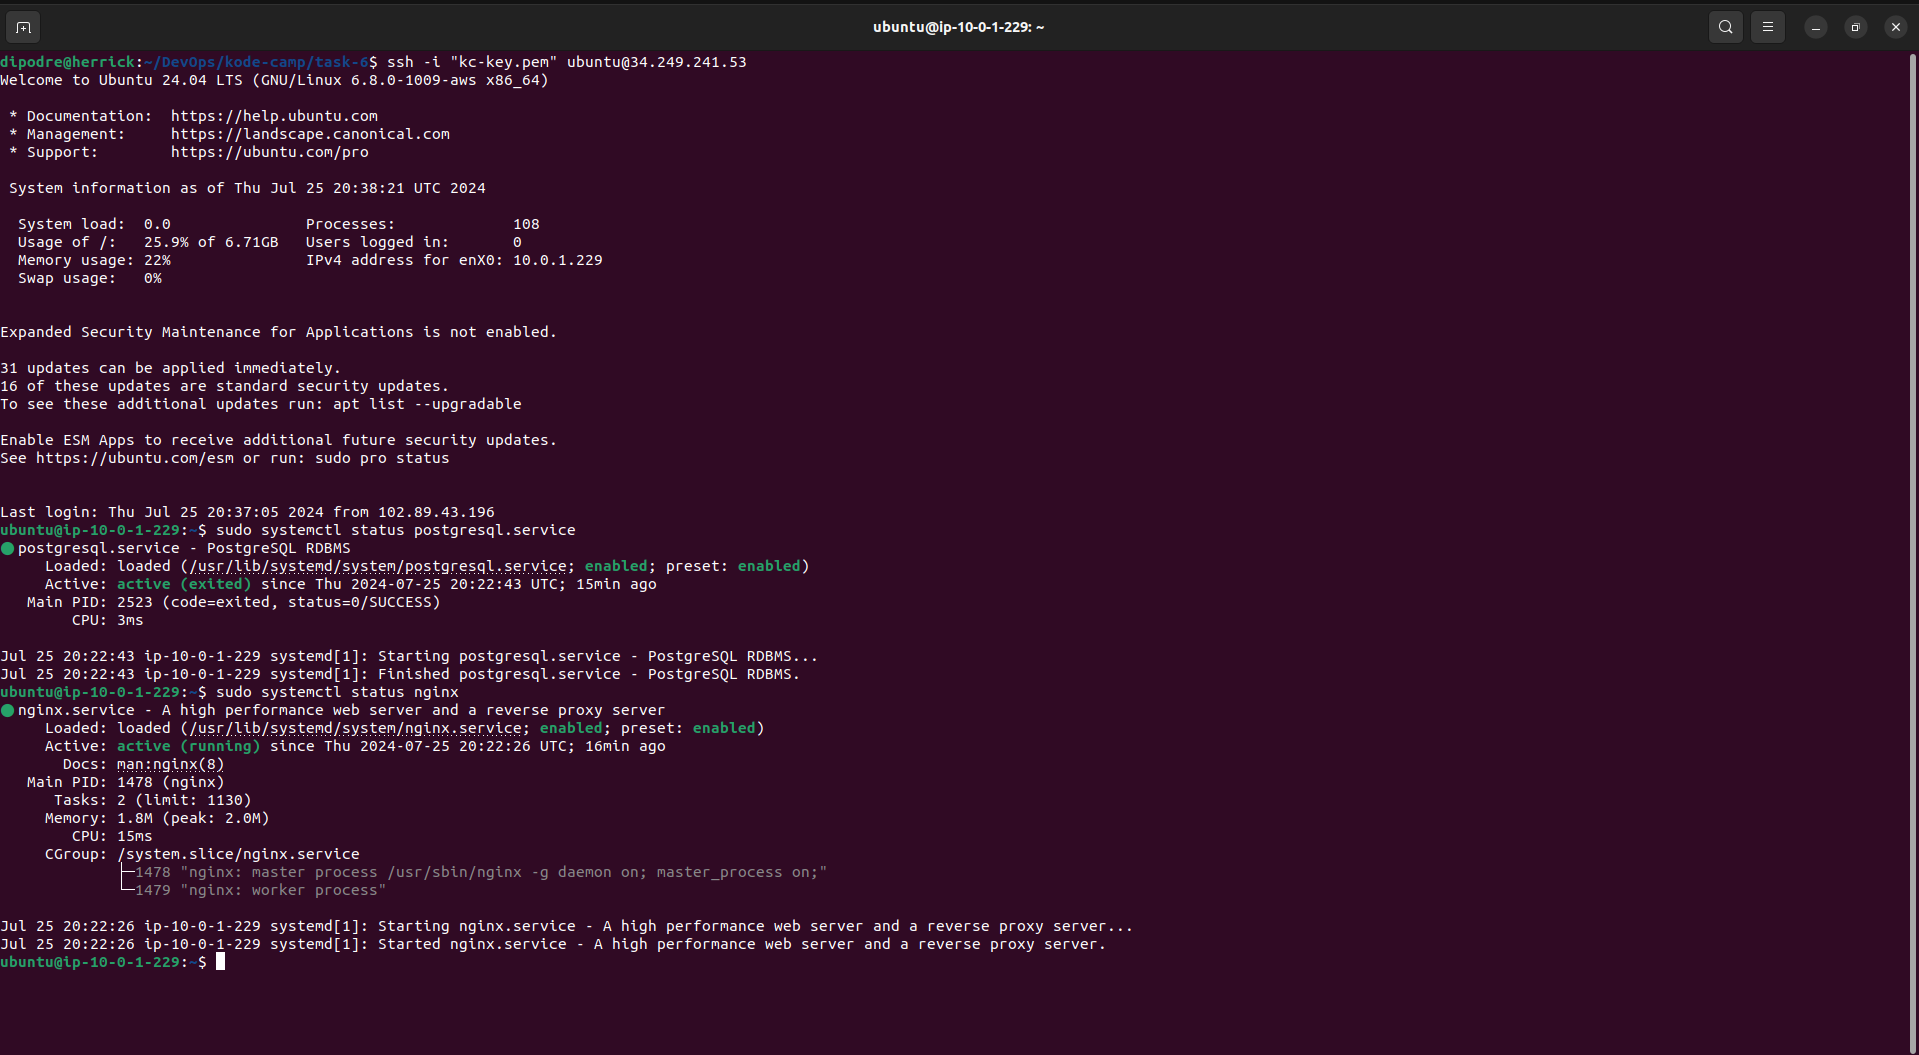 ubuntu@ip-10-0-1-229: ~
dipodre@herrick:~/DevOps/kode-camp/task-6$ ssh -i "kc-key.pem" ubuntu@34.249.241.53
Welcome to Ubuntu 24.04 LTS (GNU/Linux 6.8.0-1009-aws x86_64)
 * Documentation:  https://help.ubuntu.com
 * Management:     https://landscape.canonical.com
 * Support:        https://ubuntu.com/pro
 System information as of Thu Jul 25 20:38:21 UTC 2024
  System load:  0.0               Processes:             108
  Usage of /:   25.9% of 6.71GB   Users logged in:       0
  Memory usage: 22%               IPv4 address for enX0: 10.0.1.229
  Swap usage:   0%
Expanded Security Maintenance for Applications is not enabled.
31 updates can be applied immediately.
16 of these updates are standard security updates.
To see these additional updates run: apt list --upgradable
Enable ESM Apps to receive additional future security updates.
See https://ubuntu.com/esm or run: sudo pro status
Last login: Thu Jul 25 20:37:05 2024 from 102.89.43.196
ubuntu@ip-10-0-1-229:~$ sudo systemctl status postgresql.service
● postgresql.service - PostgreSQL RDBMS
     Loaded: loaded (/usr/lib/systemd/system/postgresql.service; enabled; preset: enabled)
     Active: active (exited) since Thu 2024-07-25 20:22:43 UTC; 15min ago
   Main PID: 2523 (code=exited, status=0/SUCCESS)
        CPU: 3ms
Jul 25 20:22:43 ip-10-0-1-229 systemd[1]: Starting postgresql.service - PostgreSQL RDBMS...
Jul 25 20:22:43 ip-10-0-1-229 systemd[1]: Finished postgresql.service - PostgreSQL RDBMS.
ubuntu@ip-10-0-1-229:~$ sudo systemctl status nginx
● nginx.service - A high performance web server and a reverse proxy server
     Loaded: loaded (/usr/lib/systemd/system/nginx.service; enabled; preset: enabled)
     Active: active (running) since Thu 2024-07-25 20:22:26 UTC; 16min ago
       Docs: man:nginx(8)
   Main PID: 1478 (nginx)
      Tasks: 2 (limit: 1130)
     Memory: 1.8M (peak: 2.0M)
        CPU: 15ms
     CGroup: /system.slice/nginx.service
             ├─1478 "nginx: master process /usr/sbin/nginx -g daemon on; master_process on;"
             └─1479 "nginx: worker process"
Jul 25 20:22:26 ip-10-0-1-229 systemd[1]: Starting nginx.service - A high performance web server and a reverse proxy server...
Jul 25 20:22:26 ip-10-0-1-229 systemd[1]: Started nginx.service - A high performance web server and a reverse proxy server.
ubuntu@ip-10-0-1-229:~$